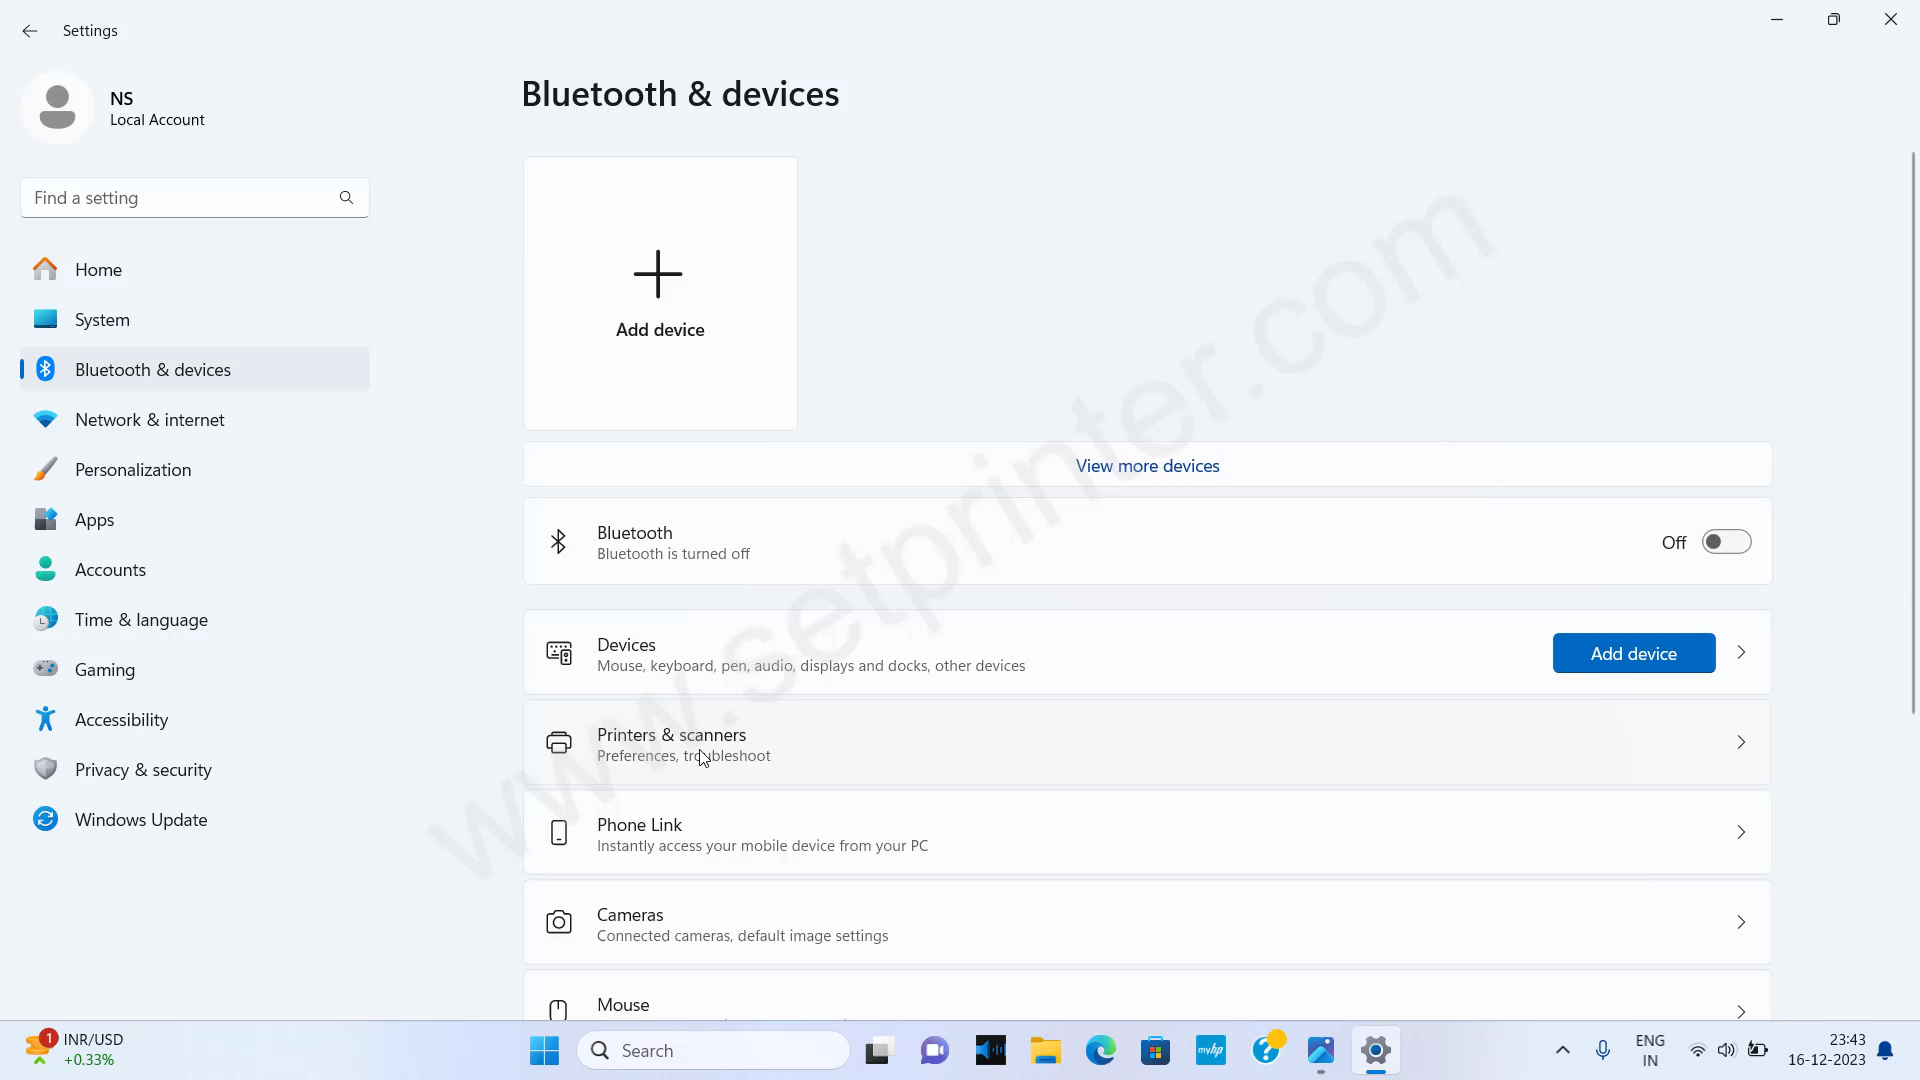 Settings
NS
Local Account
Find a setting
Home
System
Bluetooth & devices
Network & internet
Personalization
Apps
Accounts
Time & language
Gaming
Accessibility
Privacy & security
Windows Update
Bluetooth & devices
Add device
View more devices
Bluetooth
Bluetooth is turned off
Off
Devices
Mouse, keyboard, pen, audio, displays and docks, other devices
Add device
Printers & scanners
Preferences, troubleshoot
Phone Link
Instantly access your mobile device from your PC
Cameras
Connected cameras, default image settings
Mouse
www.setprinter.com
1
INR/USD
+0.33%
Search
myhp
ENG
IN
23:43
16-12-2023